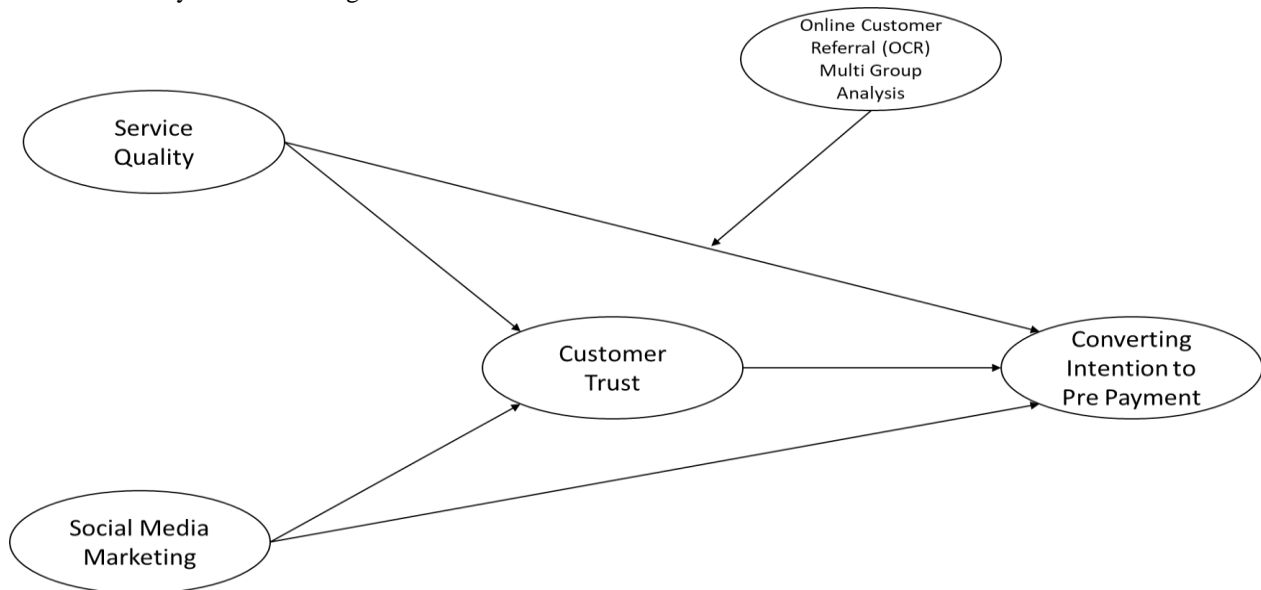 Online Customer
Referral (OCR)
Multi Group
Analysis
Service
Quality
Customer
Trust
Converting
Intention to
Pre Payment
Social Media
Marketing